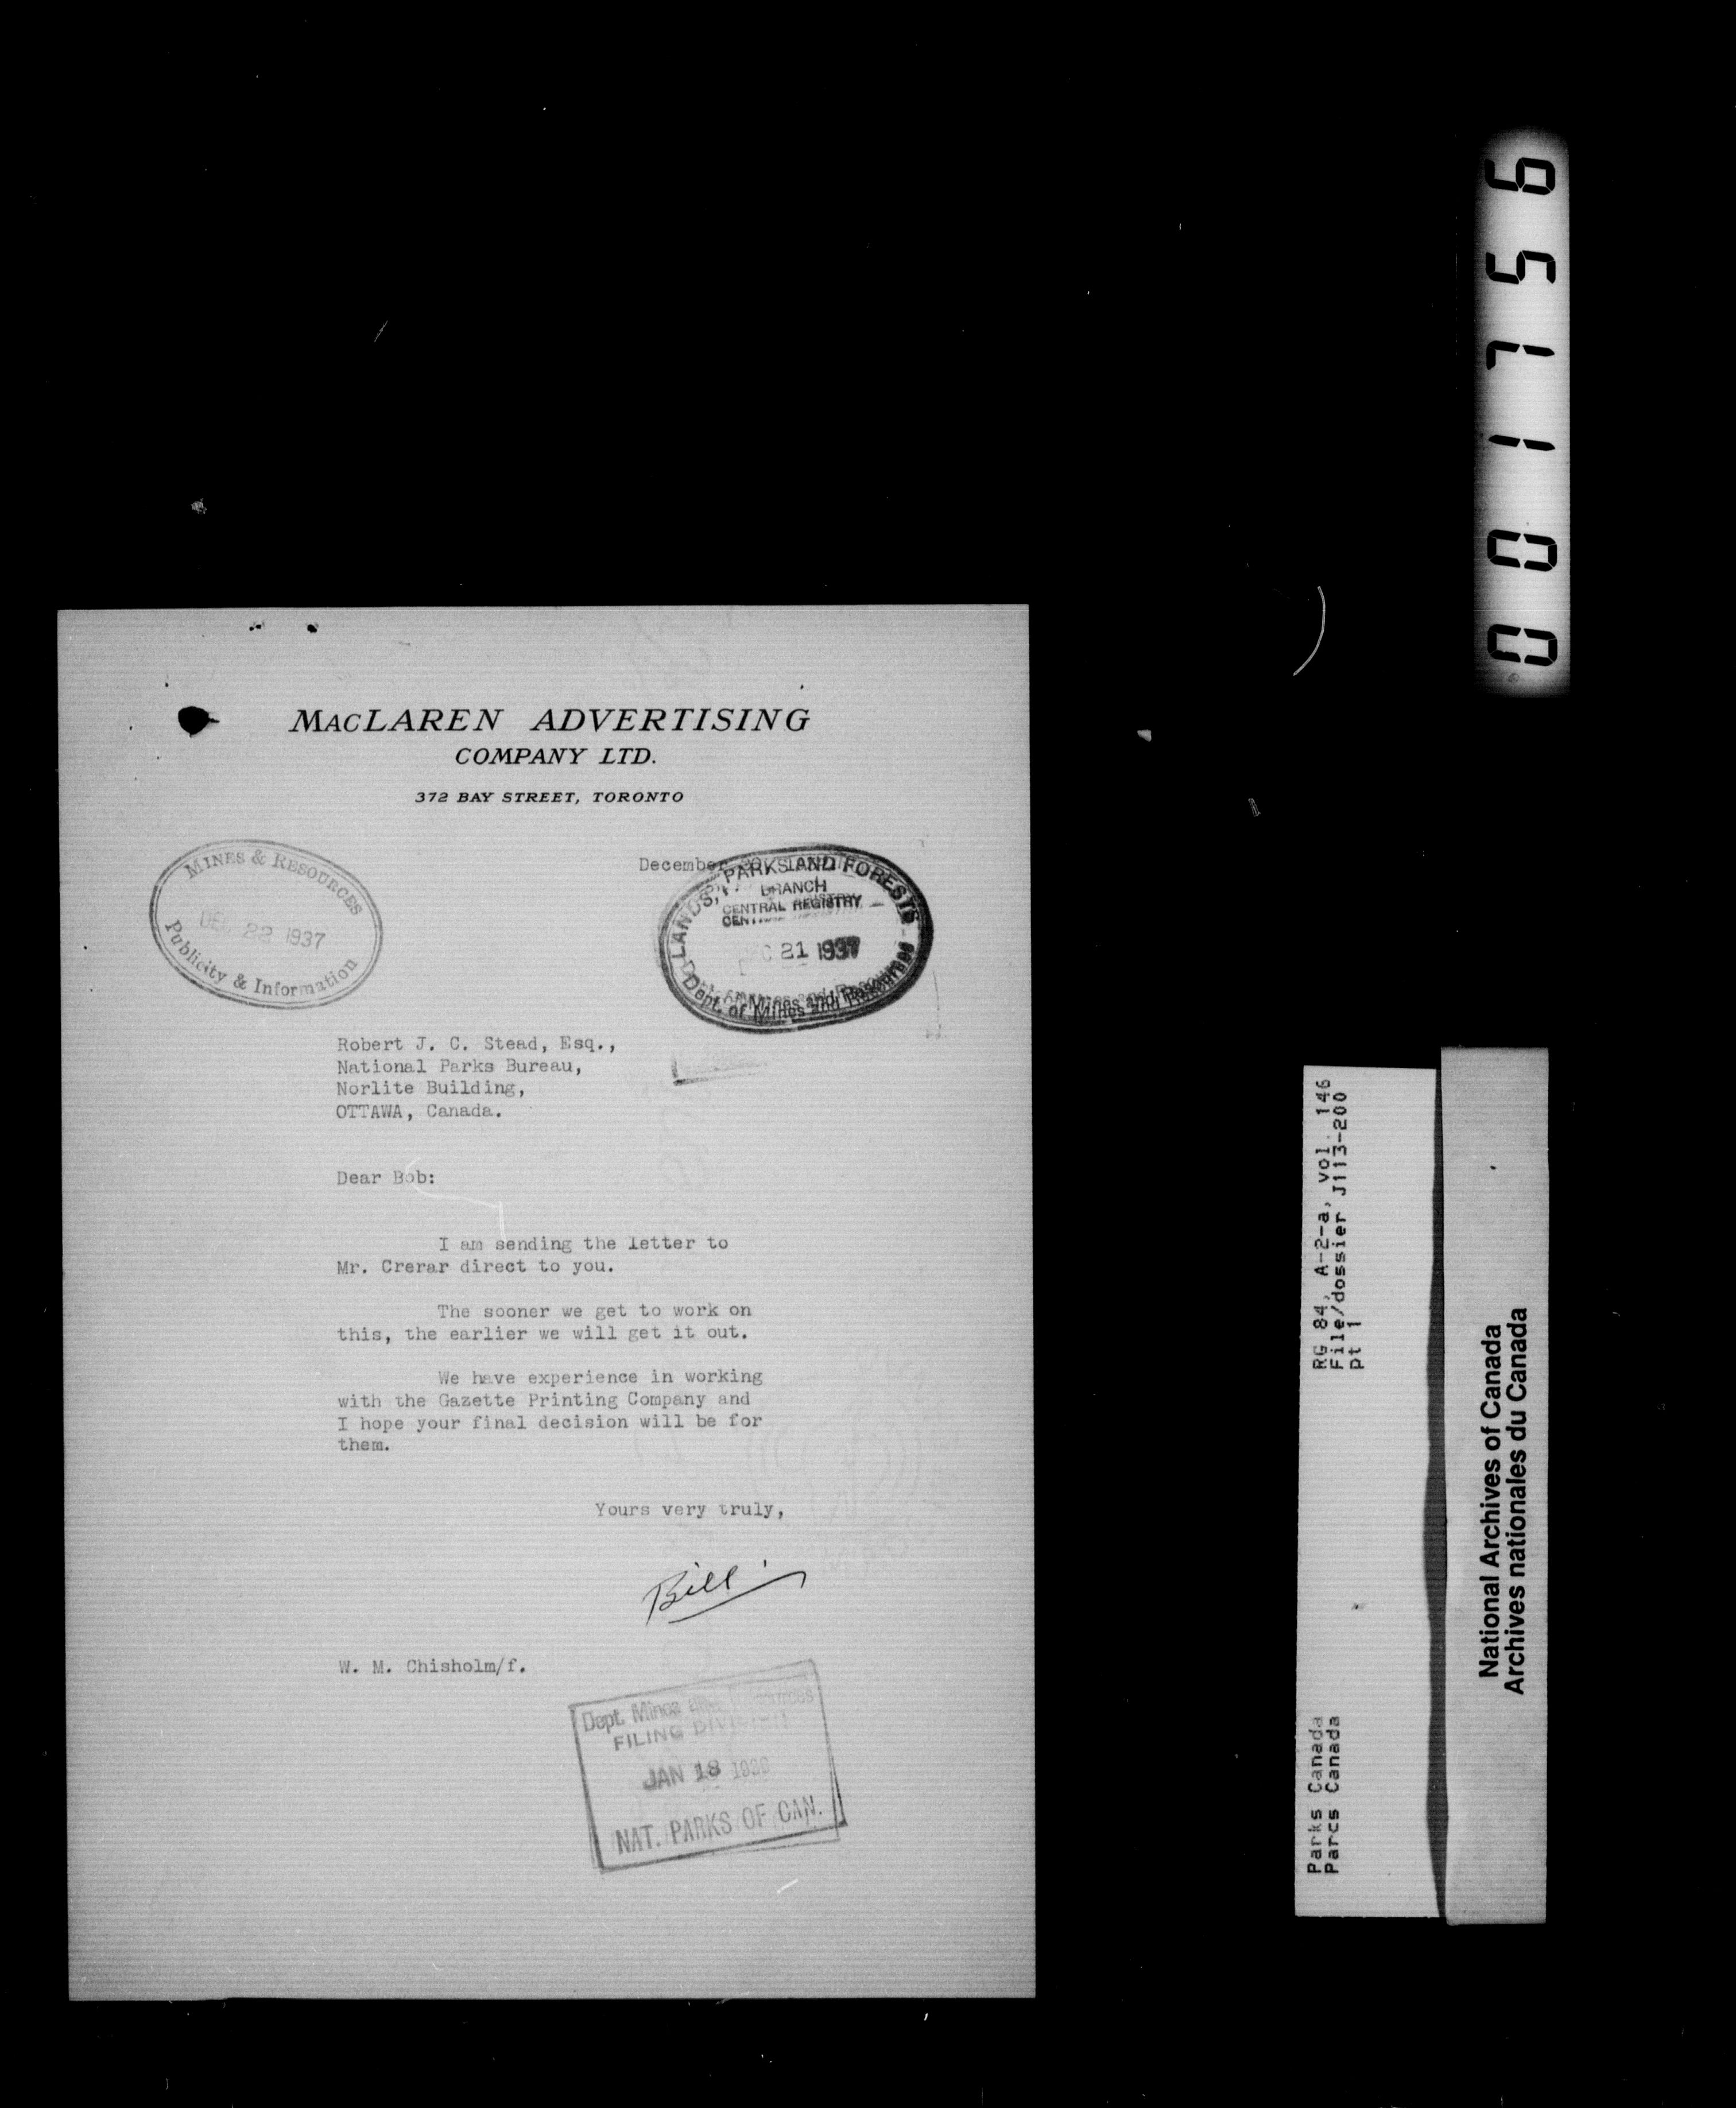 MACLAREN ADVERTISING
COMPANY LTD.
372 BAY STREET, TORONTO
MINES & RESOURCES
DEC 22 1937
Publicity & Information
December
LANDS, PARKS AND FORESTS
BRANCH
CENTRAL REGISTRY
21 1937
Dept. of Mines and Resources
Robert J. C. Stead, Esq.,
National Parks Bureau,
Norlite Building,
OTTAWA, Canada.
Dear Bob:
I am sending the letter to
Mr. Crerar direct to you.
The sooner we get to work on
this, the earlier we will get it out.
We have experience in working
with the Gazette Printing Company and
I hope your final decision will be for
them.
Yours very truly,
Bill
W. M. Chisholm/f.
Dept. Mines and Resources
FILING DIVISION
JAN 18
NAT. PARKS OF CAN.
001756
RG 84, A-2-a, vol. 146
File/dossier J113-200
pt 1
Parks Canada
Parcs Canada
National Archives of Canada
Archives nationales du Canada